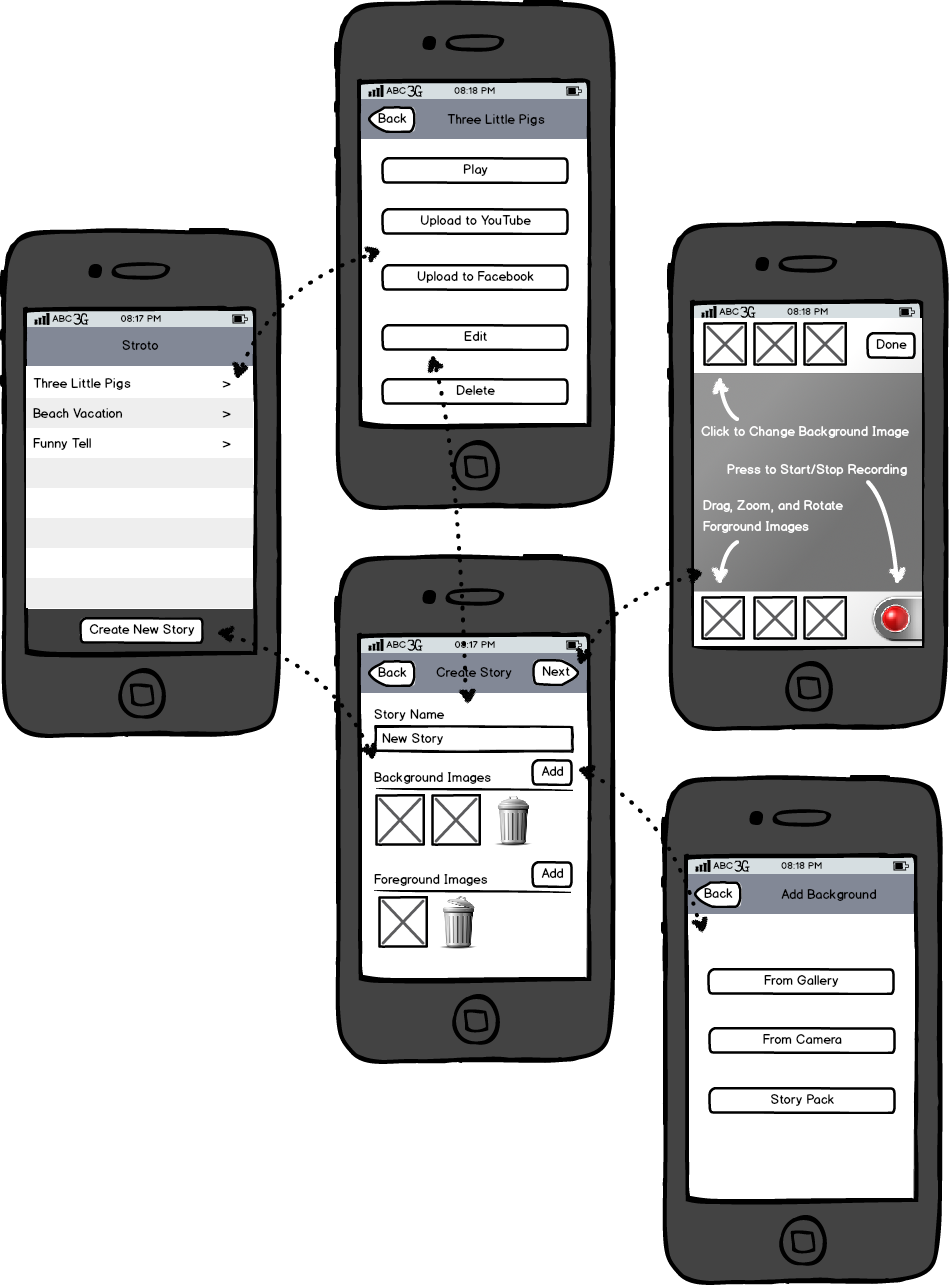 ABC 3G 08:18 PM
Back Three Little Pigs
Play
Upload to YouTube
Upload to Facebook
Edit
Delete
ABC 3G 08:17 PM
Stroto
Three Little Pigs >
Beach Vacation >
Funny Tell >
Create New Story
ABC 3G 08:18 PM
Done
Click to Change Background Image
Press to Start/Stop Recording
Drag, Zoom, and Rotate
Forground Images
ABC 3G 08:17 PM
Back Create Story Next
Story Name
New Story
Background Images Add
Foreground Images Add
ABC 3G 08:18 PM
Back Add Background
From Gallery
From Camera
Story Pack